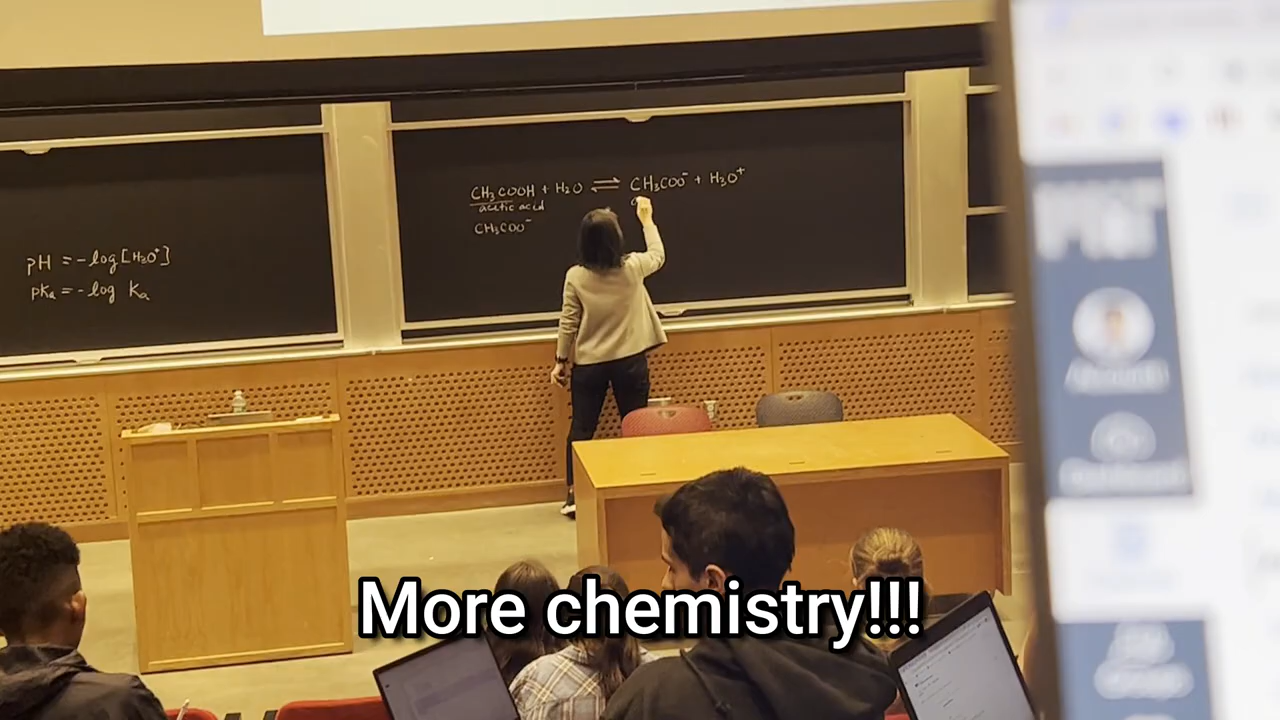 pH = -log [H₃O⁺]
pKₐ = -log Kₐ
CH₃COOH + H₂O ⇌ CH₃COO⁻ + H₃O⁺
acetic acid
CH₃COO⁻
More chemistry!!!